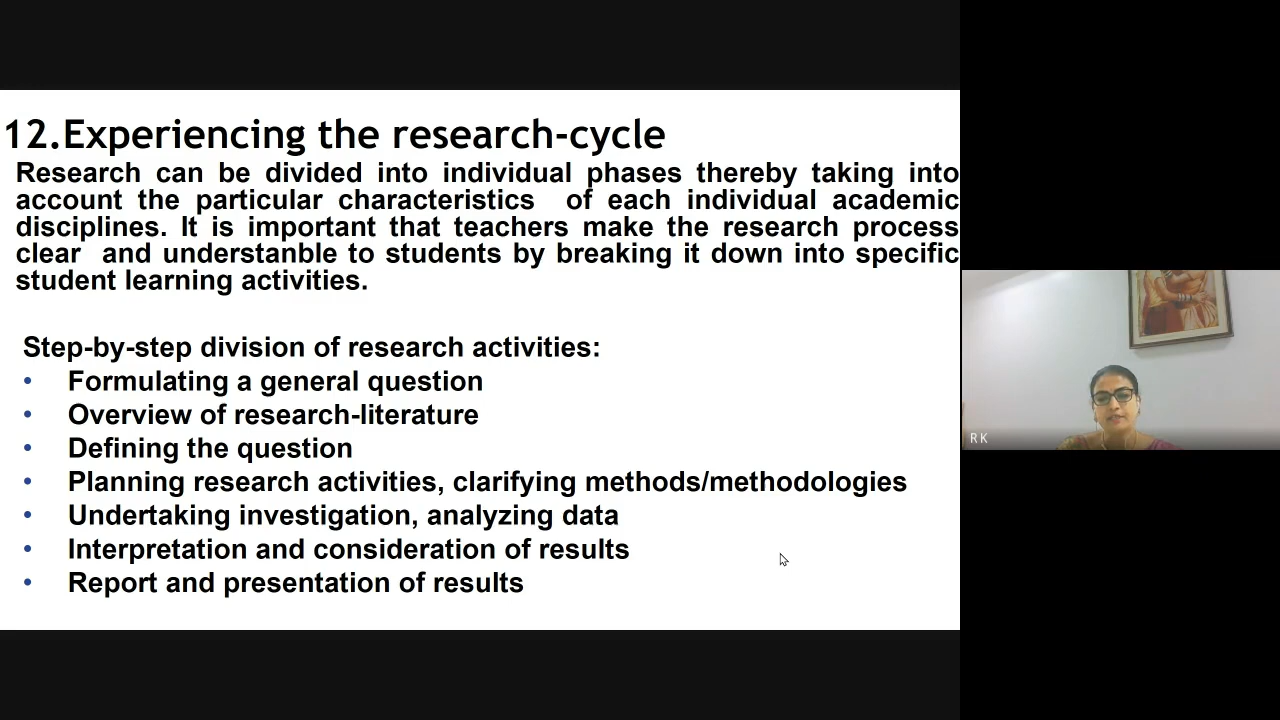 12.Experiencing the research-cycle
Research can be divided into individual phases thereby taking into
account the particular characteristics of each individual academic
disciplines. It is important that teachers make the research process
clear and understanble to students by breaking it down into specific
student learning activities.
Step-by-step division of research activities:
• Formulating a general question
• Overview of research-literature
• Defining the question
• Planning research activities, clarifying methods/methodologies
• Undertaking investigation, analyzing data
• Interpretation and consideration of results
• Report and presentation of results
R K